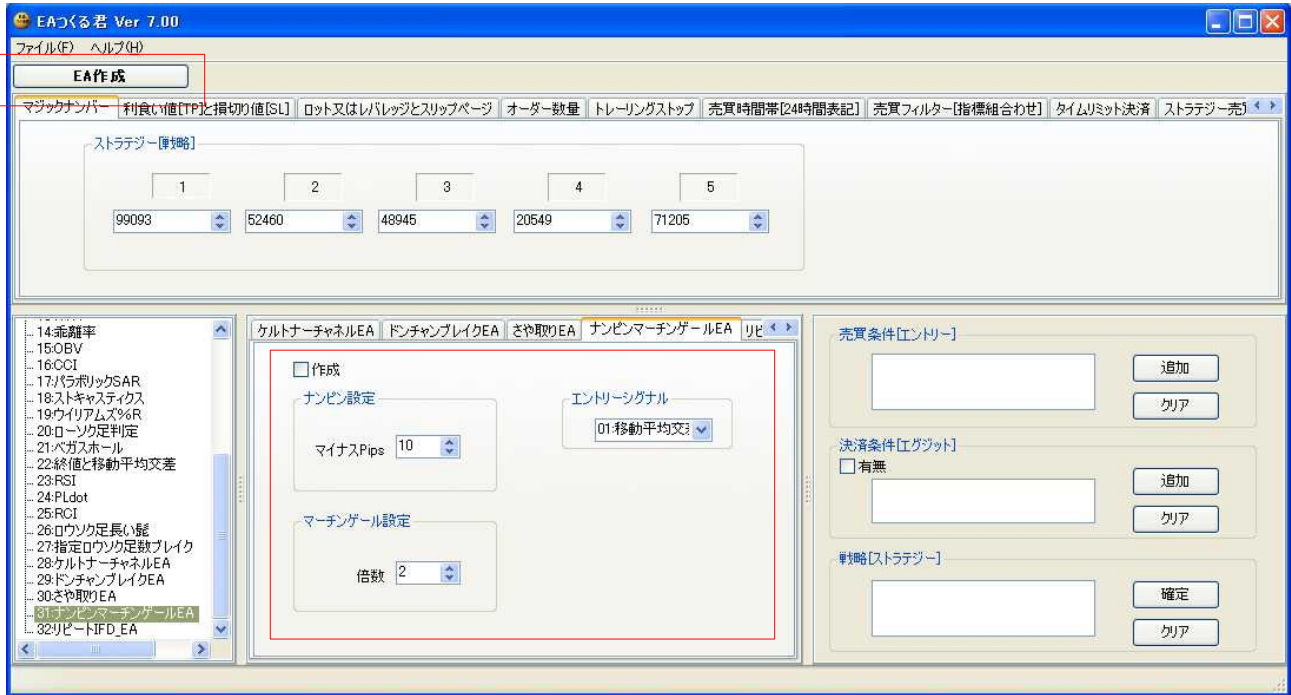 EAつくる君 Ver 7.00
ファイル(F) ヘルプ(H)
EA作成
マジックナンバー 利食い値[TP]と損切り値[SL] ロット又はレバレッジとスリップページ オーダー数量 トレーリングストップ 売買時間帯[24時間表記] 売買フィルター[指標組合わせ] タイムリミット決済 ストラテジー売
ストラテジー[戦略]
1 2 3 4 5
99093 52460 48945 20549 71205
14:乖離率
15:OBV
16:CCI
17:パラボリックSAR
18:ストキャスティクス
19:ウイリアムズ%R
20:ローソク足判定
21:ベガスホール
22:終値と移動平均交差
23:RSI
24:PLdot
25:RCI
26:ロウソク足長い髭
27:指定ロウソク足数ブレイク
28:ケルトナーチャネルEA
29:ドンチャンブレイクEA
30:さや取りEA
31:ナンピンマーチンゲールEA
32:リピートIFD_EA
ケルトナーチャネルEA ドンチャンブレイクEA さや取りEA ナンピンマーチンゲールEA リピ
作成
ナンピン設定
マイナスPips 10
マーチンゲール設定
倍数 2
エントリーシグナル
01:移動平均交
売買条件[エントリー]
追加
クリア
決済条件[エグジット]
有無
追加
クリア
戦略[ストラテジー]
確定
クリア